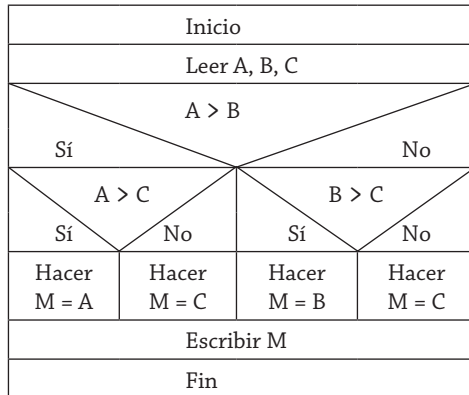 Inicio
Leer A, B, C
A > B
Sí No
A > C B > C
Sí No Sí No
Hacer Hacer Hacer Hacer
M = A M = C M = B M = C
Escribir M
Fin